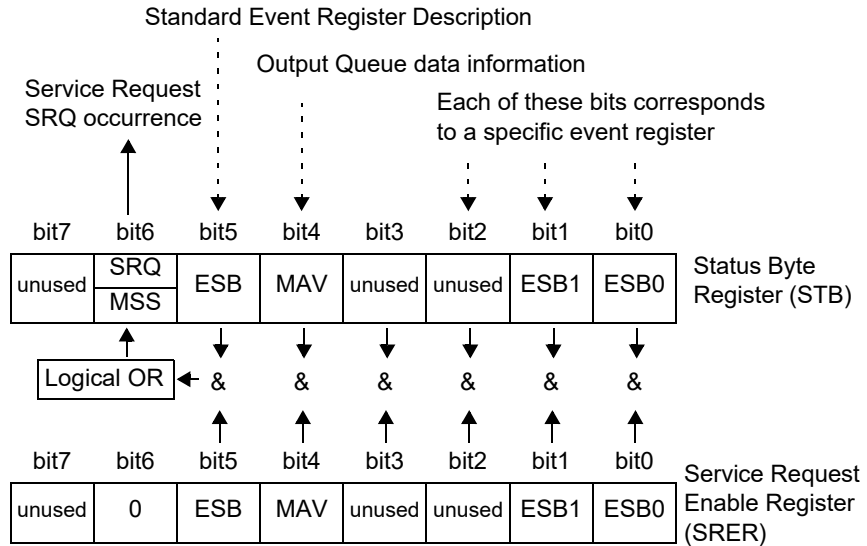 Standard Event Register Description
Output Queue data information
Service Request
SRQ occurrence
Each of these bits corresponds
to a specific event register
bit7 bit6 bit5 bit4 bit3 bit2 bit1 bit0
unused SRQ MSS ESB MAV unused unused ESB1 ESB0
Status Byte
Register (STB)
Logical OR & & & & & &
bit7 bit6 bit5 bit4 bit3 bit2 bit1 bit0
unused 0 ESB MAV unused unused ESB1 ESB0
Service Request
Enable Register
(SRER)